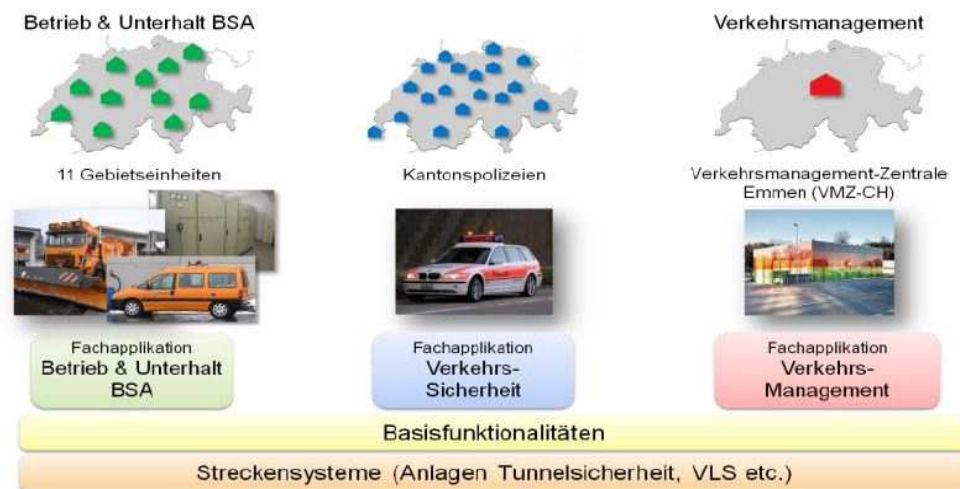 Betrieb & Unterhalt BSA
Verkehrsmanagement
11 Gebietseinheiten
Kantonspolizeien
Verkehrsmanagement-Zentrale
Emmen (VMZ-CH)
Fachapplikation
Betrieb & Unterhalt
BSA
Fachapplikation
Verkehrs-
Sicherheit
Fachapplikation
Verkehrs-
Management
Basisfunktionalitäten
Streckensysteme (Anlagen Tunnelsicherheit, VLS etc.)